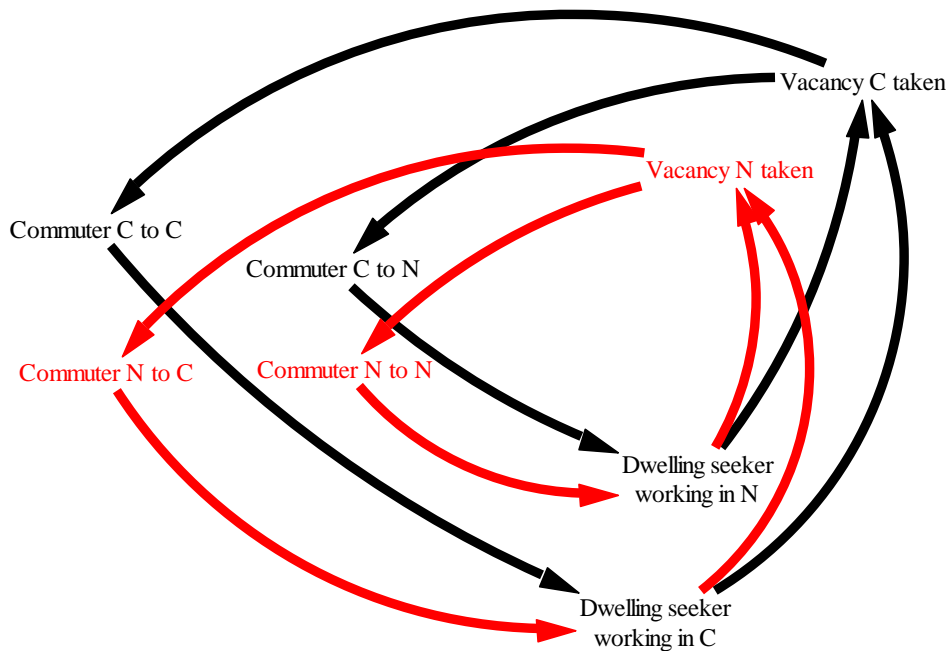 Vacancy C taken
Vacancy N taken
Commuter C to C
Commuter C to N
Commuter N to C
Commuter N to N
Dwelling seeker
working in N
Dwelling seeker
working in C